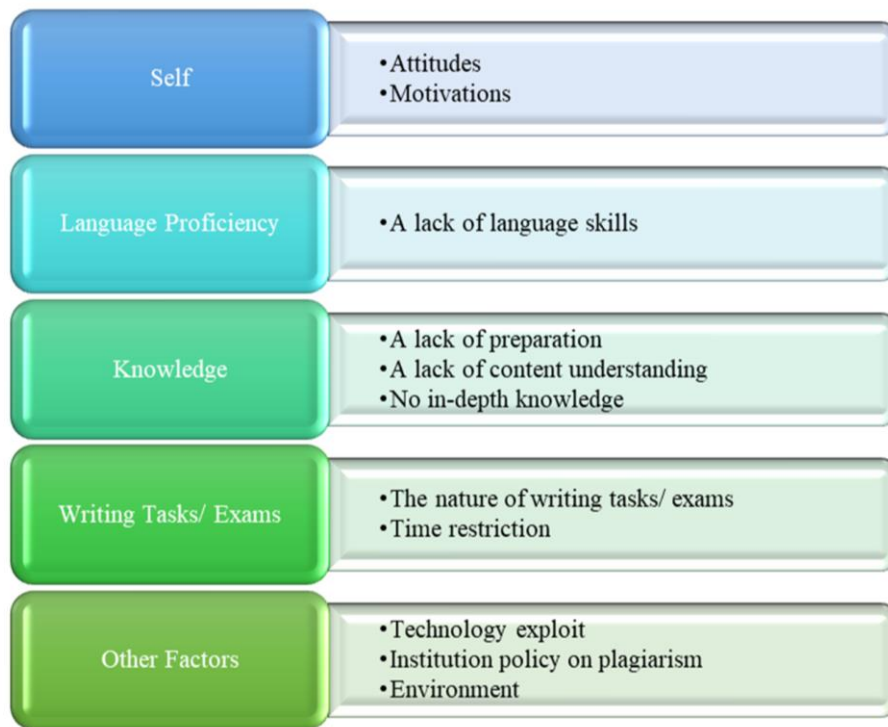 Self
•Attitudes
•Motivations
Language Proficiency
•A lack of language skills
Knowledge
•A lack of preparation
•A lack of content understanding
•No in-depth knowledge
Writing Tasks/ Exams
•The nature of writing tasks/ exams
•Time restriction
Other Factors
•Technology exploit
•Institution policy on plagiarism
•Environment